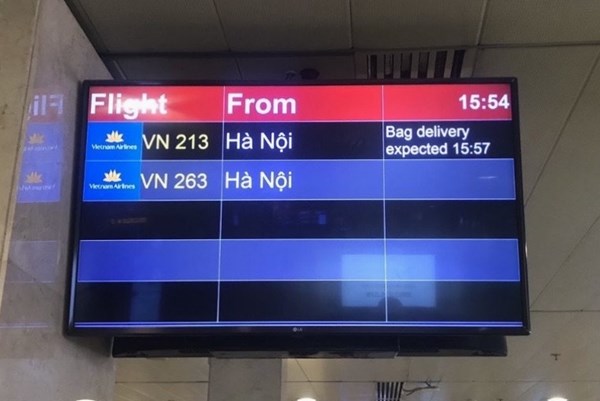 Flight From 15:54
Vietnam Airlines VN 213 Hà Nội Bag delivery
expected 15:57
Vietnam Airlines VN 263 Hà Nội
LG